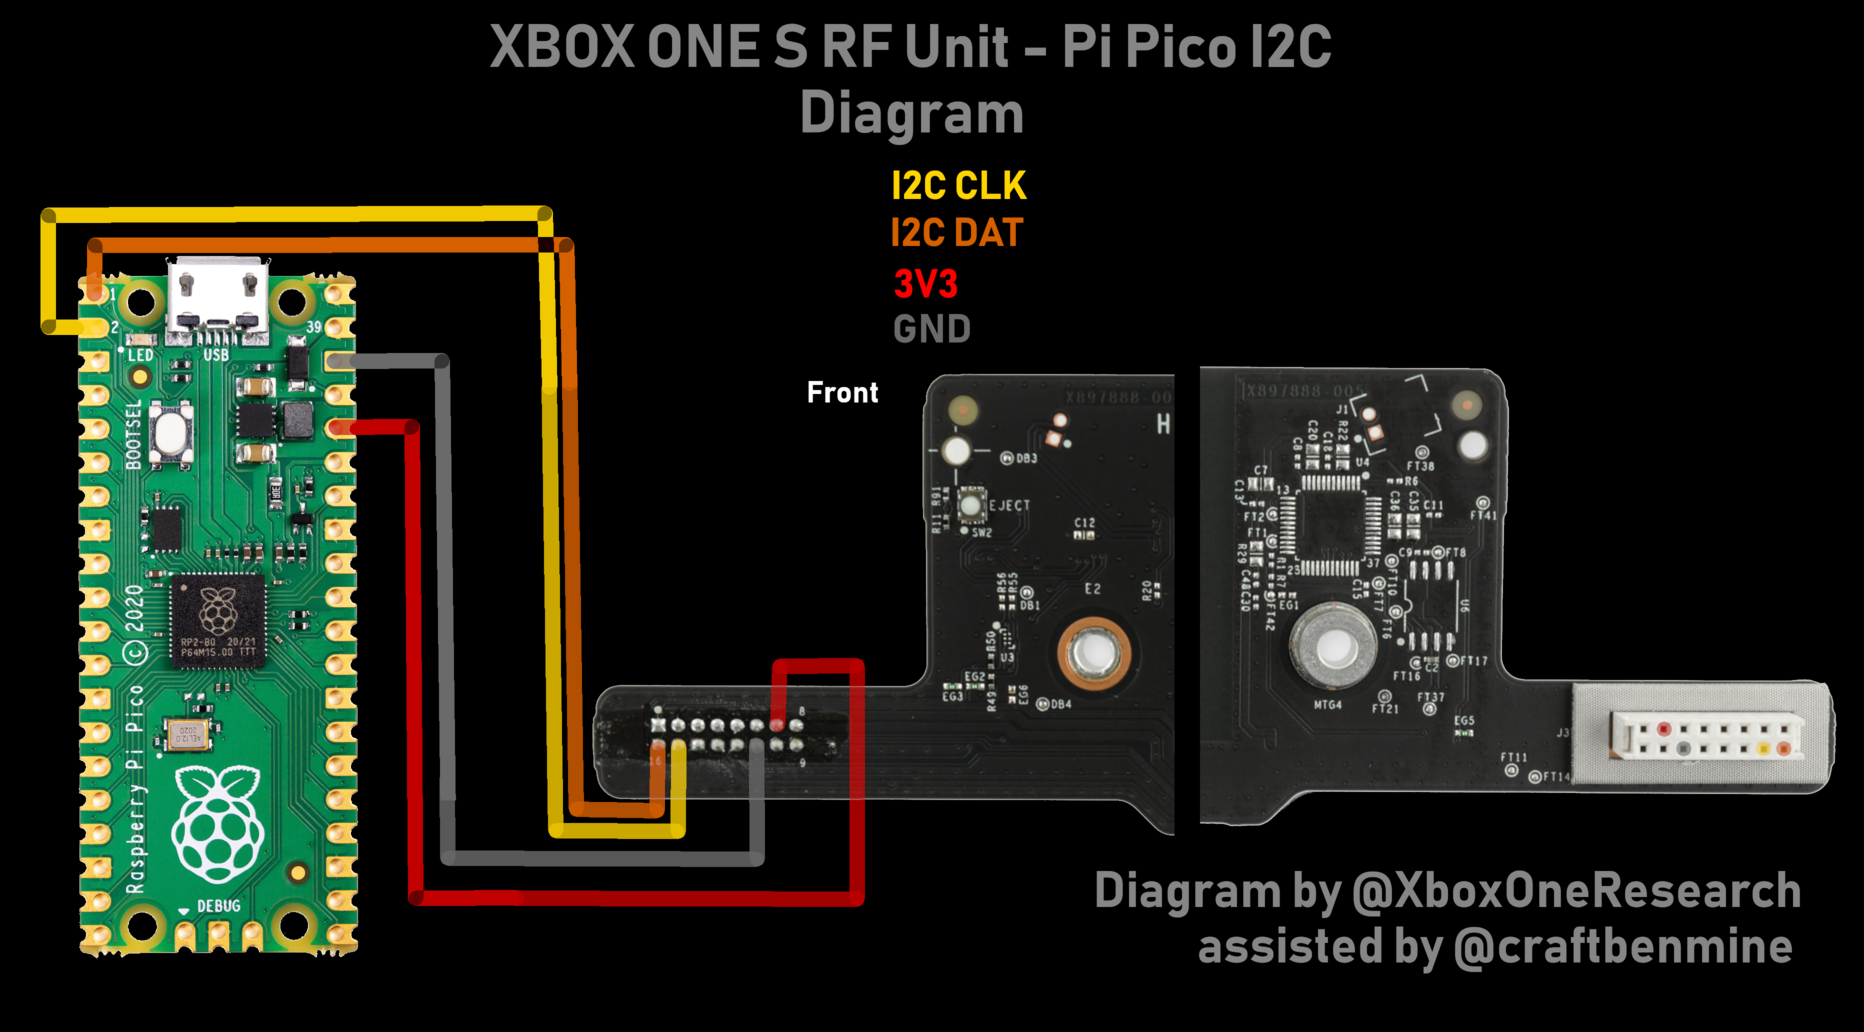 XBOX ONE S RF Unit - Pi Pico I2C
Diagram
I2C CLK
I2C DAT
3V3
GND
Front
1
2
39
LED
USB
BOOTSEL
Raspberry Pi Pico © 2020
RP2-B0 20/21
P64M15.00 TTT
DEBUG
X897888-00
H
DB3
R91
R11
EJECT
SW2
C12
R56
R55
DB1
E2
R20
R50
U3
EG2
EG3
R49
EG6
DB4
8
16
9
X897888-005
J1
C20
R22
C8
C18
U4
FT38
C7
C13
13
R6
C36
C35
C11
FT41
FT2
FT1
R29
C9
FT8
25
37
R1
R7
C48
C30
EG1
FT42
C15
FT10
FT7
FT6
U6
C2
FT17
FT16
FT37
FT21
MTG4
EG5
J3
FT11
FT14
Diagram by @XboxOneResearch
assisted by @craftbenmine